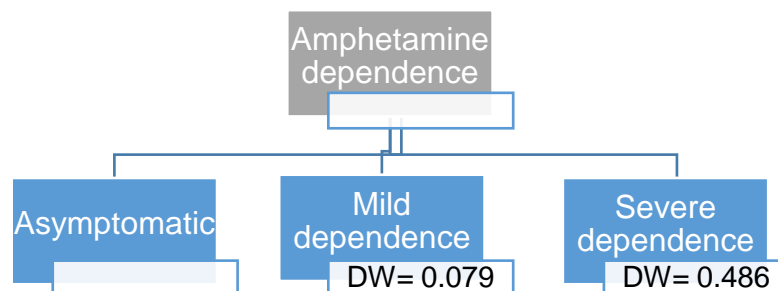 Amphetamine
dependence
Asymptomatic
Mild
dependence
DW= 0.079
Severe
dependence
DW= 0.486